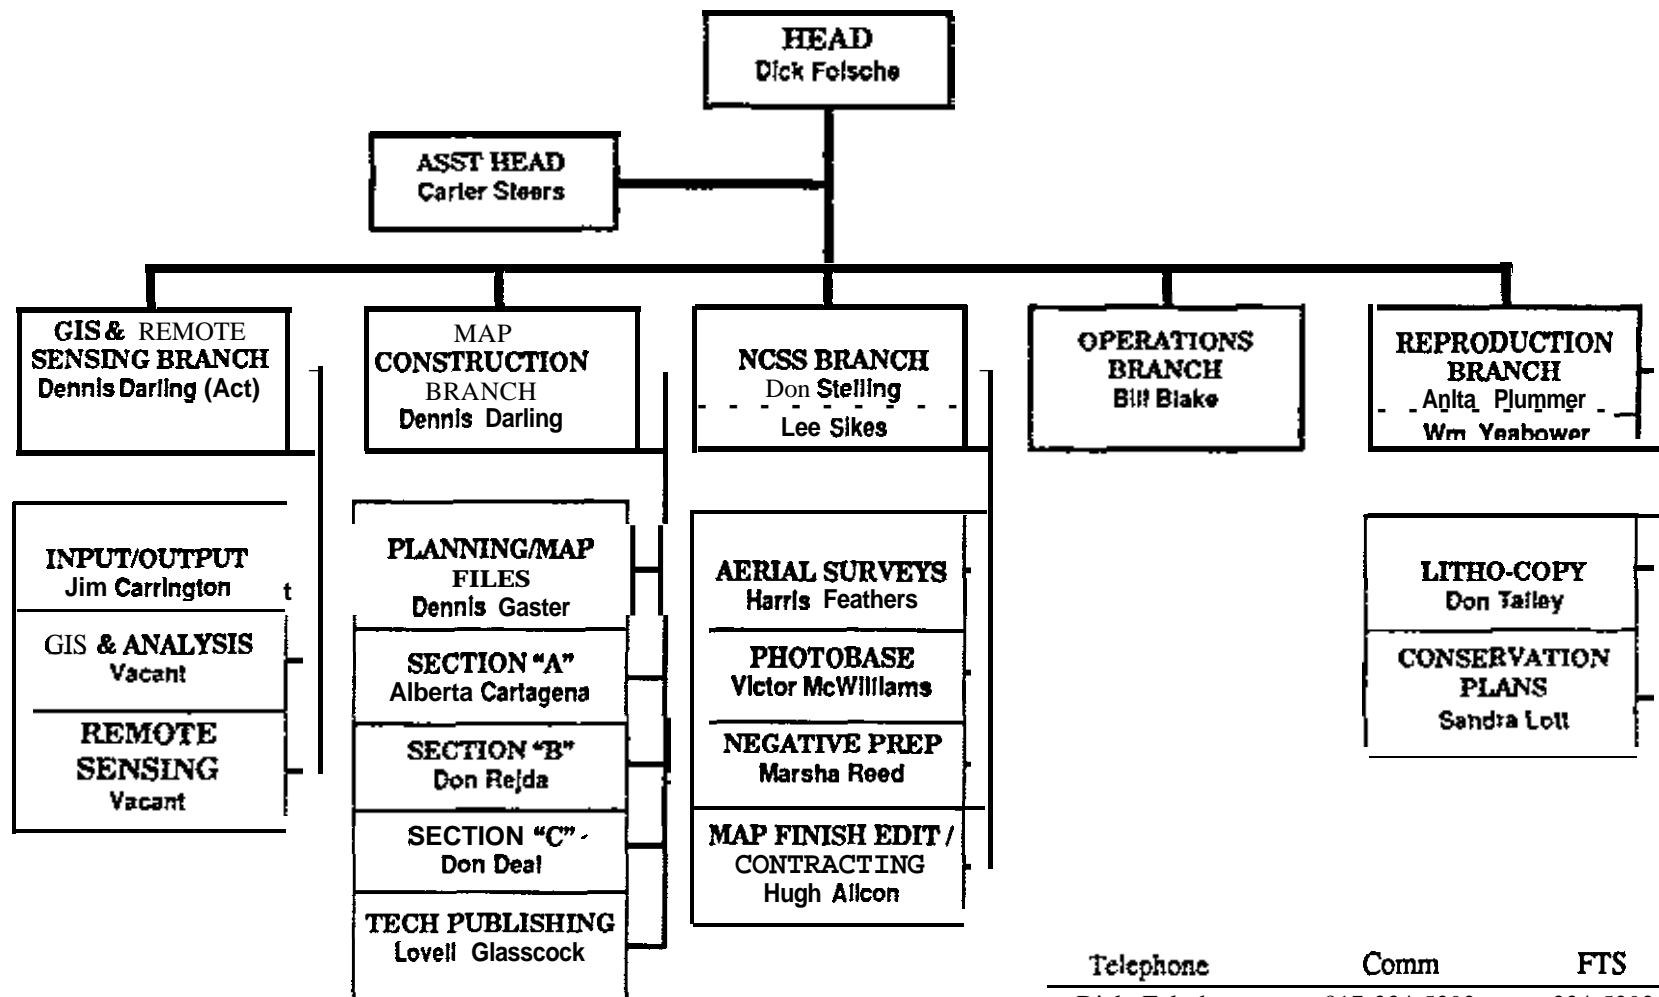 HEAD
Dick Folsche
ASST HEAD
Carter Steers
GIS & REMOTE
SENSING BRANCH
Dennis Darling (Act)
MAP
CONSTRUCTION
BRANCH
Dennis Darling
NCSS BRANCH
Don Stelling
Lee Sikes
OPERATIONS
BRANCH
Bill Blake
REPRODUCTION
BRANCH
Anita Plummer
Wm Yeabower
INPUT/OUTPUT
Jim Carrington t
GIS & ANALYSIS
Vacant
REMOTE
SENSING
Vacant
PLANNING/MAP
FILES
Dennis Gaster
SECTION "A"
Alberta Cartagena
SECTION "B"
Don Rejda
SECTION "C"
Don Deal
TECH PUBLISHING
Lovell Glasscock
AERIAL SURVEYS
Harris Feathers
PHOTOBASE
Victor McWilliams
NEGATIVE PREP
Marsha Reed
MAP FINISH EDIT /
CONTRACTING
Hugh Allcon
LITHO-COPY
Don Talley
CONSERVATION
PLANS
Sandra Lott
Telephone Comm FTS